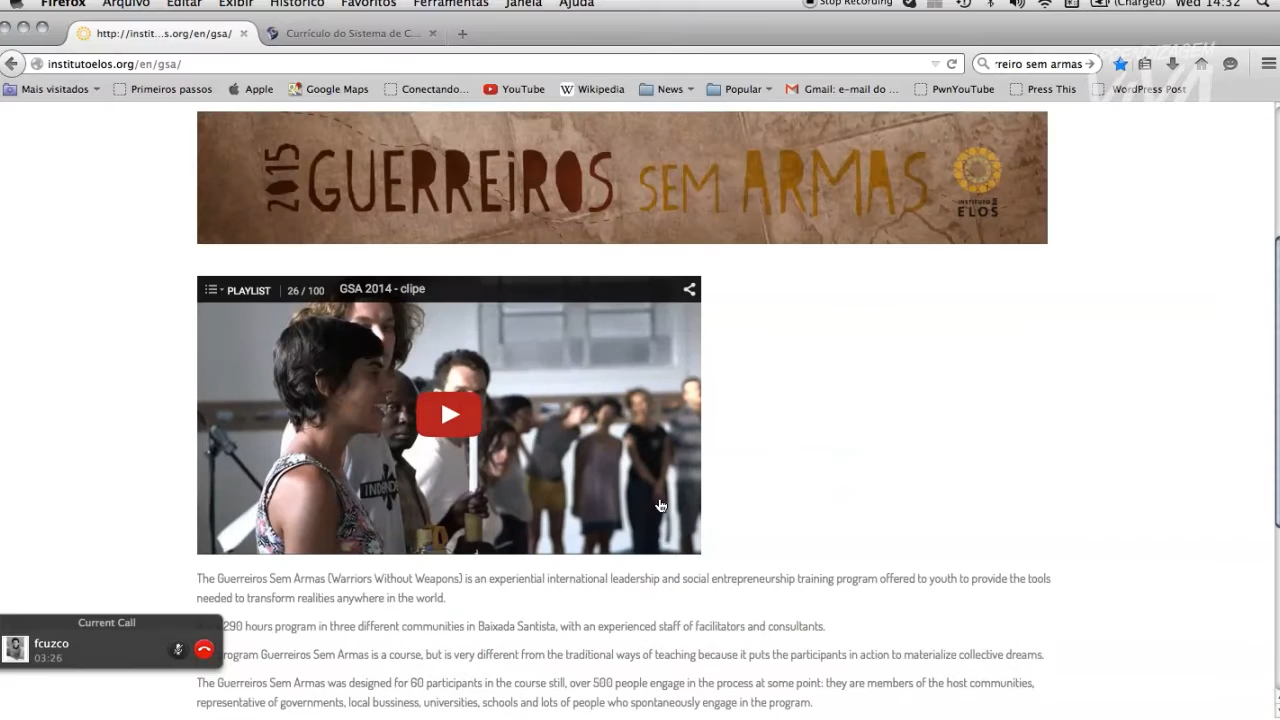 Firefox Arquivo Editar Exibir Histórico Favoritos Ferramentas Janela Ajuda Stop Recording (Charged) Wed 14:32
http://instit...s.org/en/gsa/ Currículo do Sistema de C...
institutoelos.org/en/gsa/ rreiro sem armas
APRENDIZAGEM
VIVA
Mais visitados Primeiros passos Apple Google Maps Conectando... YouTube Wikipedia News Popular Gmail: e-mail do ... PwnYouTube Press This WordPress Post
2015 GUERREIROS SEM ARMAS
INSTITUTO
ELOS
PLAYLIST 26 / 100 GSA 2014 - clipe
The Guerreiros Sem Armas (Warriors Without Weapons) is an experiential international leadership and social entrepreneurship training program offered to youth to provide the tools
needed to transform realities anywhere in the world.
Current Call
290 hours program in three different communities in Baixada Santista, with an experienced staff of facilitators and consultants.
fcuzco
03:26
rogram Guerreiros Sem Armas is a course, but is very different from the traditional ways of teaching because it puts the participants in action to materialize collective dreams.
The Guerreiros Sem Armas was designed for 60 participants in the course still, over 500 people engage in the process at some point: they are members of the host communities,
representative of governments, local bussiness, universities, schools and lots of people who spontaneously engage in the program.